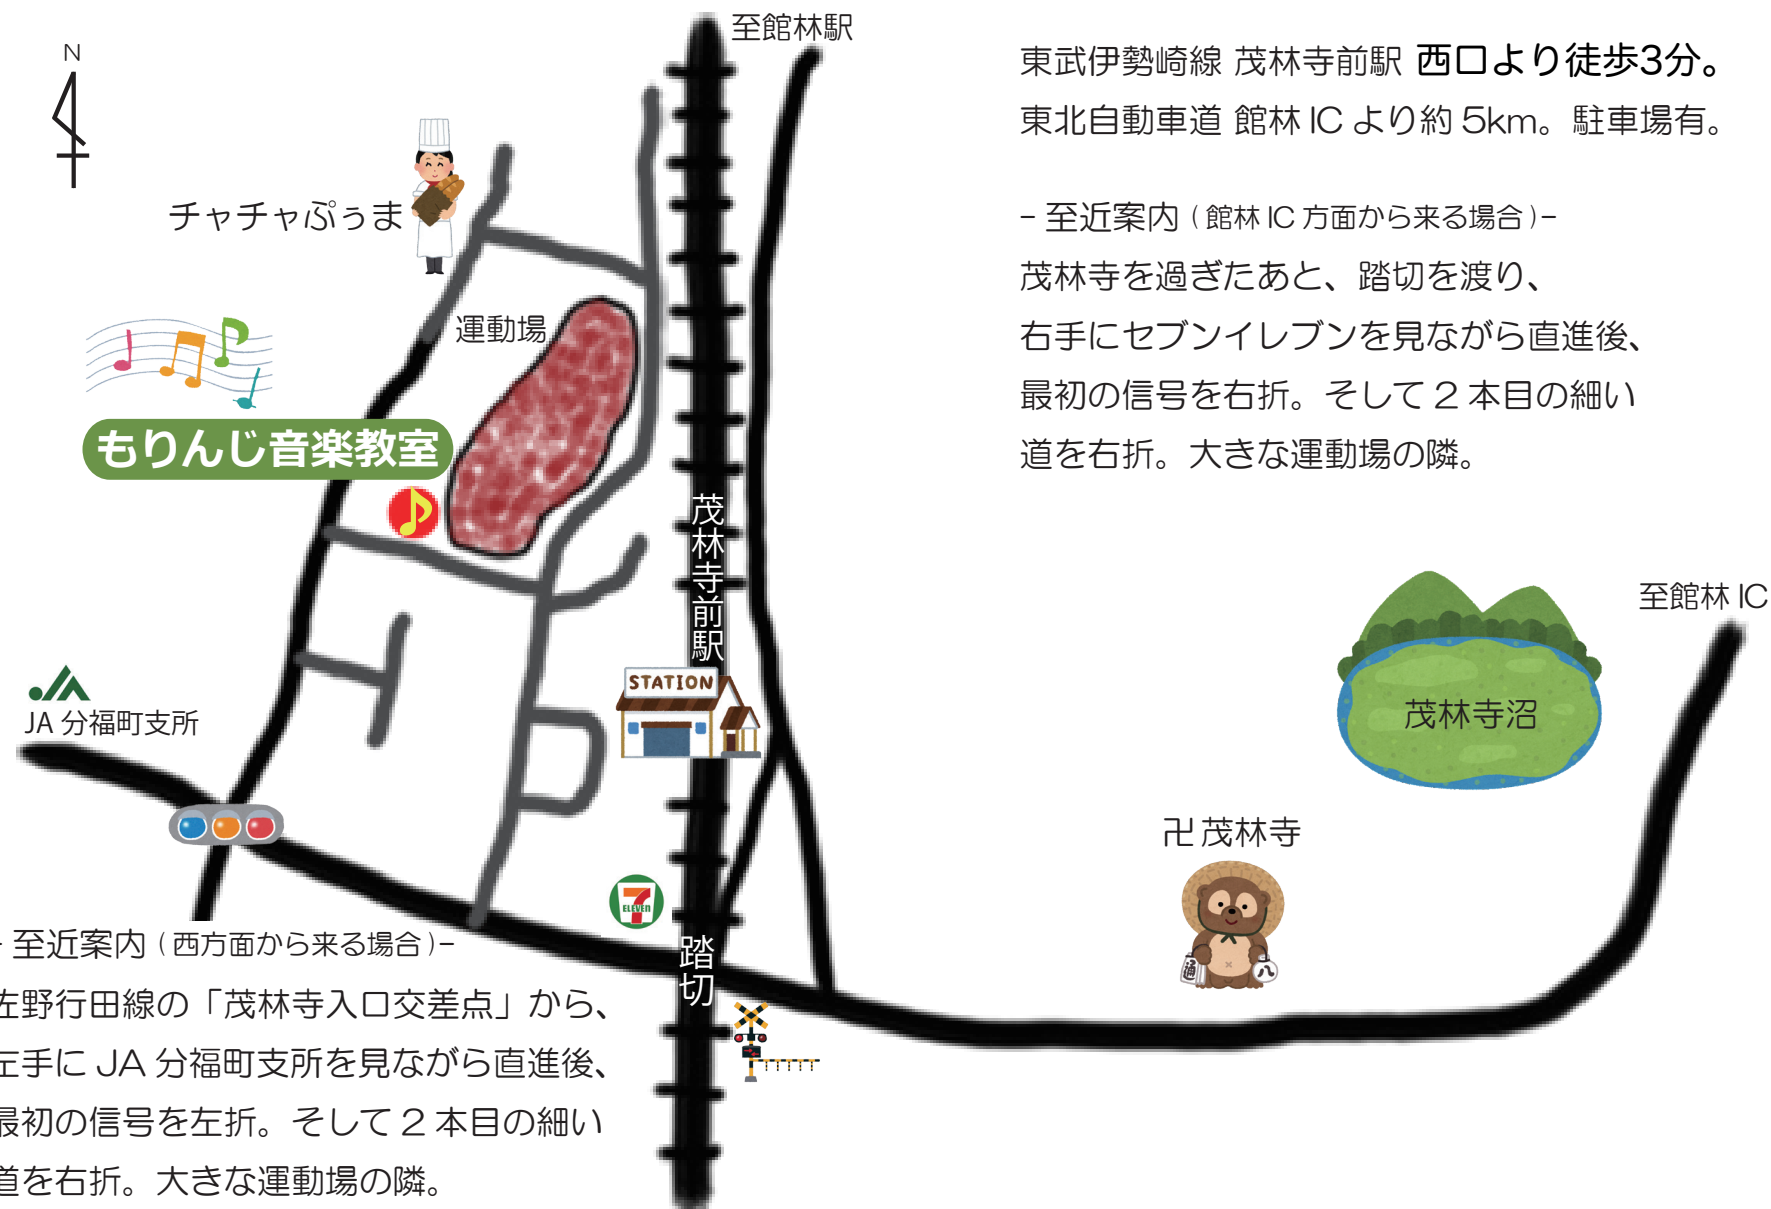 至館林駅
N
東武伊勢崎線 茂林寺前駅 西口より徒歩3分。
東北自動車道 館林 IC より約 5km。駐車場有。
チャチャぷぅま
- 至近案内 ( 館林 IC 方面から来る場合 )-
茂林寺を過ぎたあと、踏切を渡り、
右手にセブンイレブンを見ながら直進後、
最初の信号を右折。そして 2 本目の細い
道を右折。大きな運動場の隣。
運動場
もりんじ音楽教室
茂林寺前駅
至館林 IC
STATION
JA 分福町支所
茂林寺沼
卍 茂林寺
7
ELEVEN
通
八
踏切
- 至近案内 ( 西方面から来る場合 )-
佐野行田線の「茂林寺入口交差点」から、
左手に JA 分福町支所を見ながら直進後、
最初の信号を左折。そして 2 本目の細い
道を右折。大きな運動場の隣。